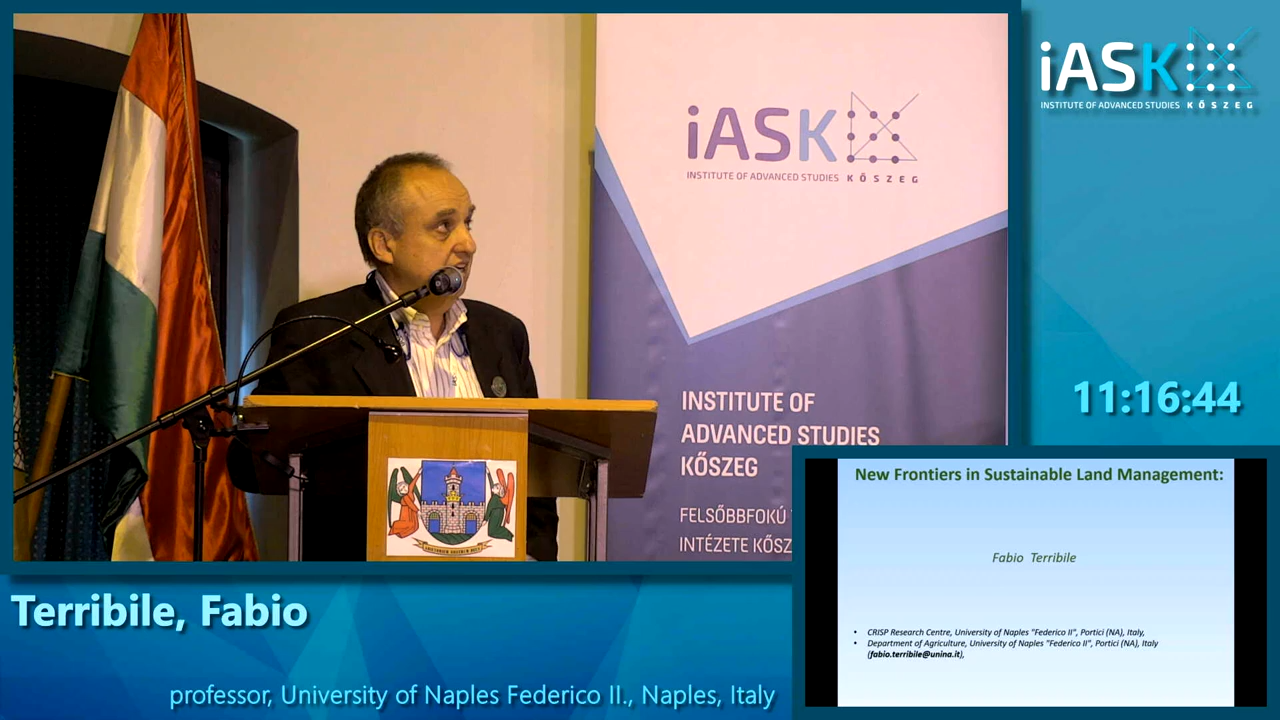 iASK
INSTITUTE OF ADVANCED STUDIES KŐSZEG
iASK
INSTITUTE OF ADVANCED STUDIES KŐSZEG
INSTITUTE OF
ADVANCED STUDIES
KŐSZEG
FELSŐBBFOKÚ
INTÉZETE KŐSZ
11:16:44
New Frontiers in Sustainable Land Management:
Fabio Terribile
• CRISP Research Centre, University of Naples "Federico II", Portici (NA), Italy,
• Department of Agriculture, University of Naples "Federico II", Portici (NA), Italy
(fabio.terribile@unina.it),
Terribile, Fabio
professor, University of Naples Federico II., Naples, Italy